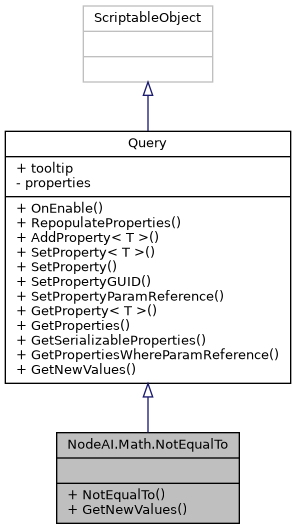 ScriptableObject
Query
+ tooltip
- properties
+ OnEnable()
+ RepopulateProperties()
+ AddProperty< T >()
+ SetProperty< T >()
+ SetProperty()
+ SetPropertyGUID()
+ SetPropertyParamReference()
+ GetProperty< T >()
+ GetProperties()
+ GetSerializableProperties()
+ GetPropertiesWhereParamReference()
+ GetNewValues()
NodeAI.Math.NotEqualTo
+ NotEqualTo()
+ GetNewValues()